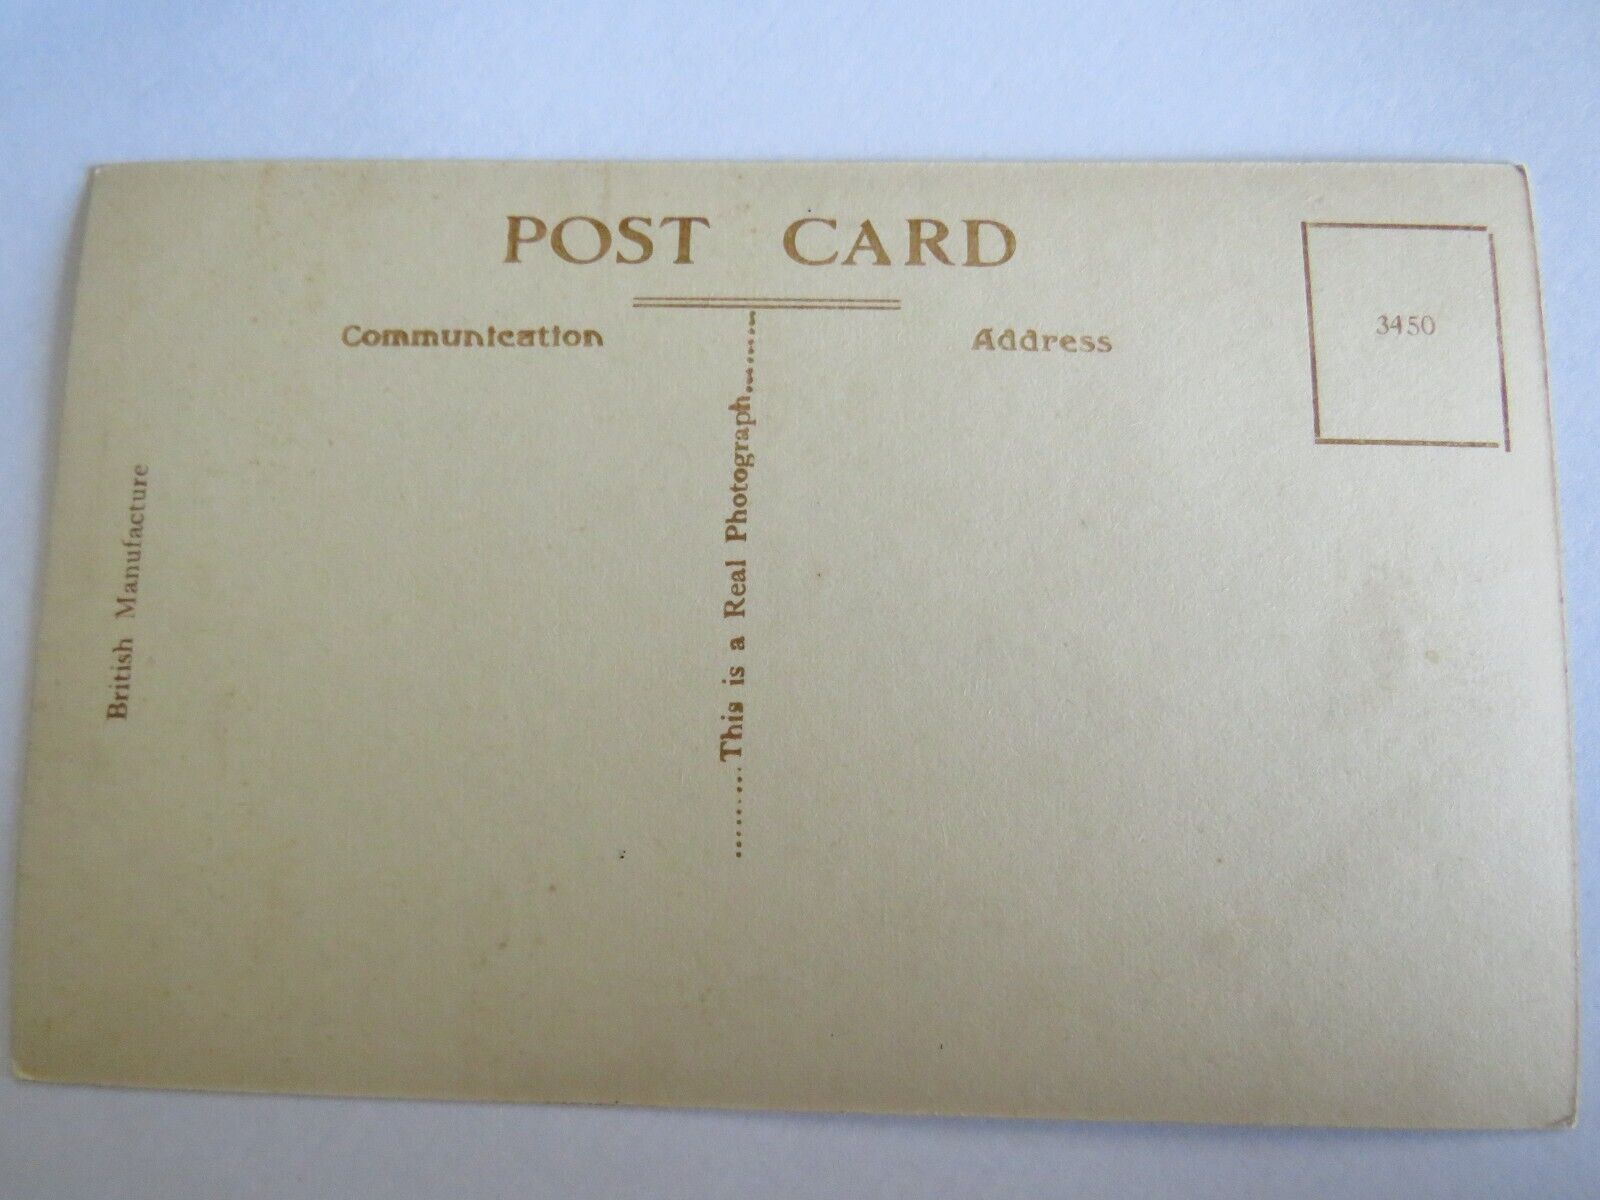 POST CARD
Communication
Address
3450
British Manufacture
........This is a Real Photograph........